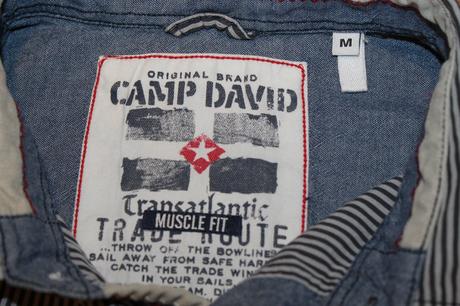 M
ORIGINAL BRAND
CAMP DAVID
Transatlantic
MUSCLE FIT
TRADE ROUTE
...THROW OFF THE BOWLINE
SAIL AWAY FROM SAFE HAR
CATCH THE TRADE WIN
IN YOUR SAILS.